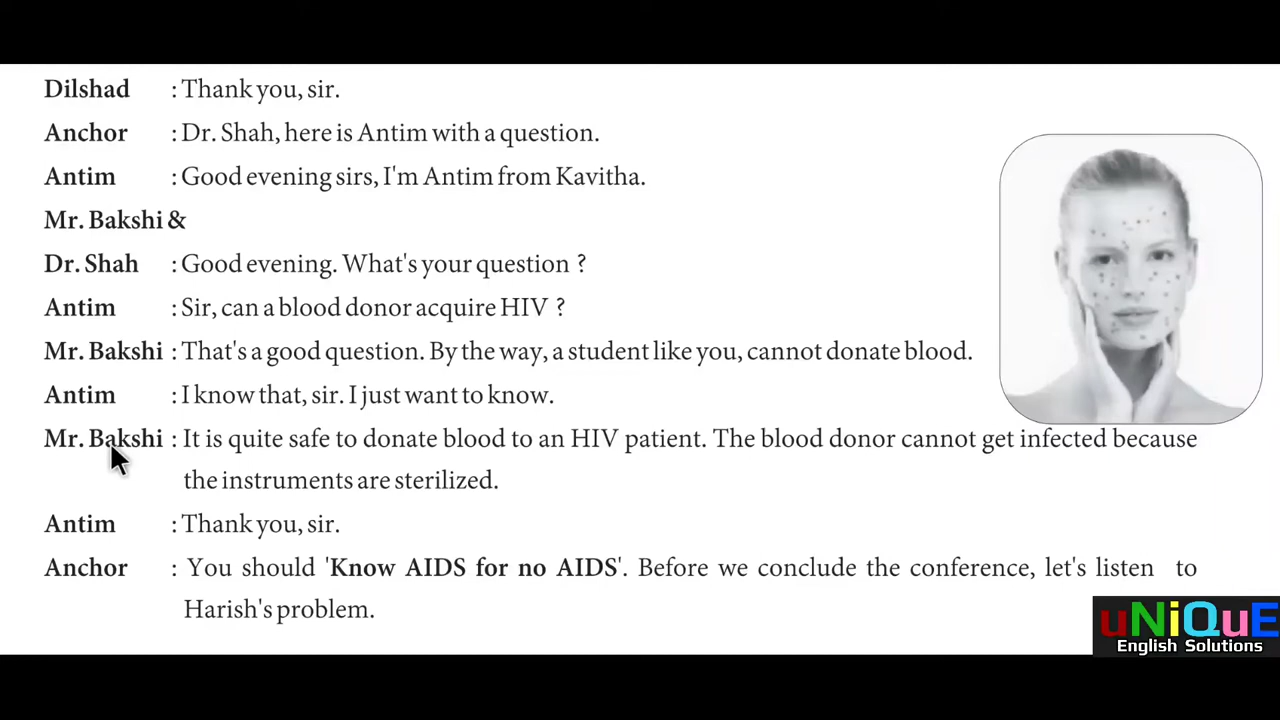 Dilshad : Thank you, sir.
Anchor : Dr. Shah, here is Antim with a question.
Antim : Good evening sirs, I'm Antim from Kavitha.
Mr. Bakshi &
Dr. Shah : Good evening. What's your question ?
Antim : Sir, can a blood donor acquire HIV ?
Mr. Bakshi : That's a good question. By the way, a student like you, cannot donate blood.
Antim : I know that, sir. I just want to know.
Mr. Bakshi : It is quite safe to donate blood to an HIV patient. The blood donor cannot get infected because
the instruments are sterilized.
Antim : Thank you, sir.
Anchor : You should 'Know AIDS for no AIDS'. Before we conclude the conference, let's listen to
Harish's problem.
uNiQuE
English Solutions